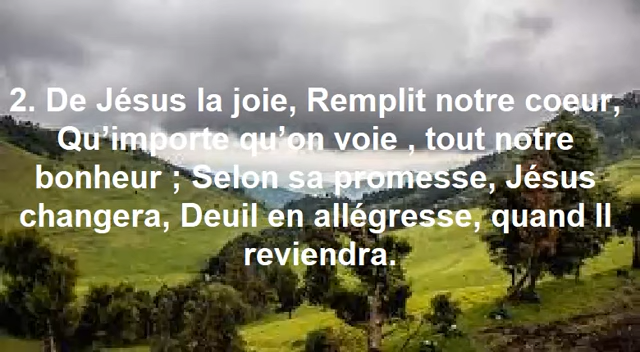 2. De Jésus la joie, Remplit notre coeur,
Qu’importe qu’on voie , tout notre
bonheur ; Selon sa promesse, Jésus
changera, Deuil en allégresse, quand Il
reviendra.